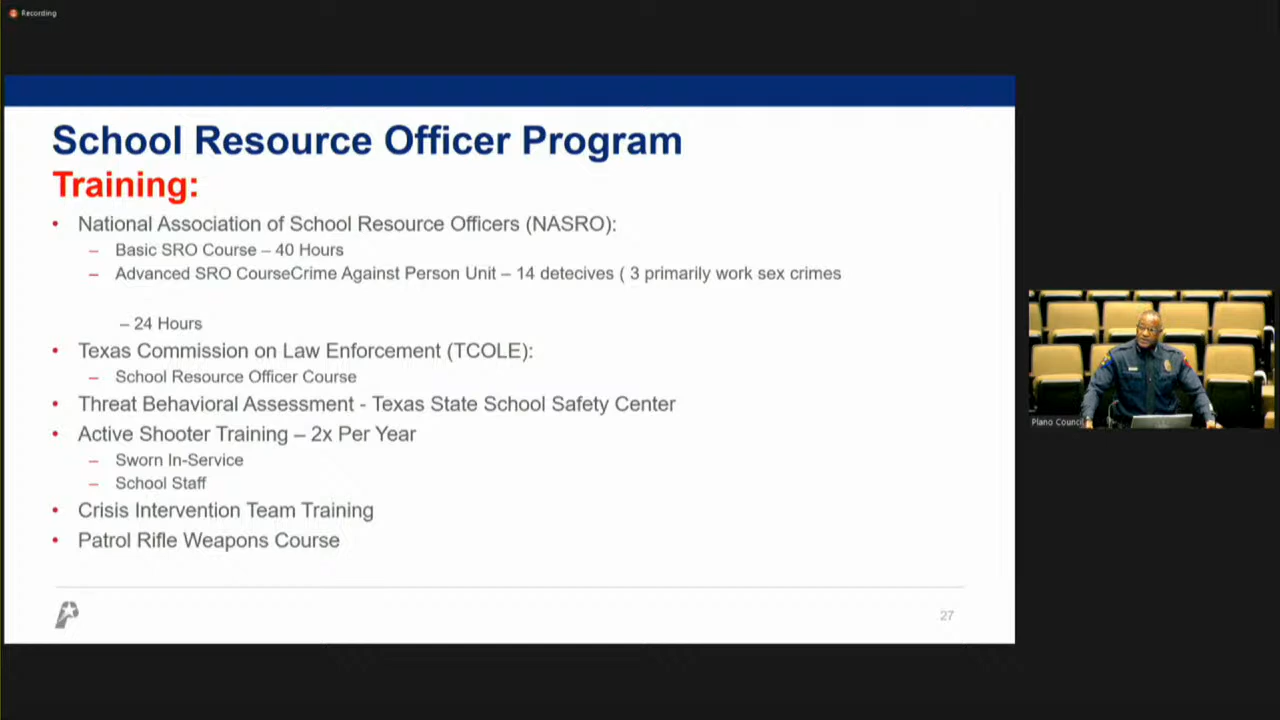 Recording
School Resource Officer Program
Training:
• National Association of School Resource Officers (NASRO):
– Basic SRO Course – 40 Hours
– Advanced SRO CourseCrime Against Person Unit – 14 detecives ( 3 primarily work sex crimes
– 24 Hours
• Texas Commission on Law Enforcement (TCOLE):
– School Resource Officer Course
• Threat Behavioral Assessment - Texas State School Safety Center
• Active Shooter Training – 2x Per Year
– Sworn In-Service
– School Staff
• Crisis Intervention Team Training
• Patrol Rifle Weapons Course
27
Plano Council